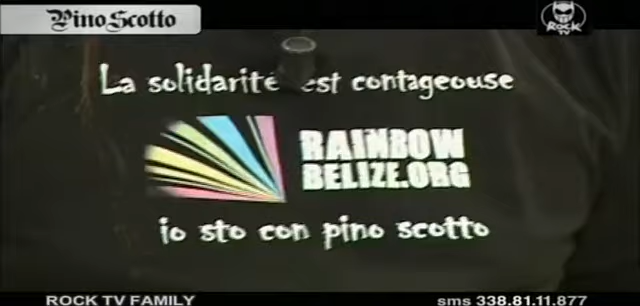 Pino Scotto
ROCK TV
La solidarité est contageouse
RAINBOW
BELIZE.ORG
io sto con pino scotto
ROCK TV FAMILY
sms 338.81.11.877